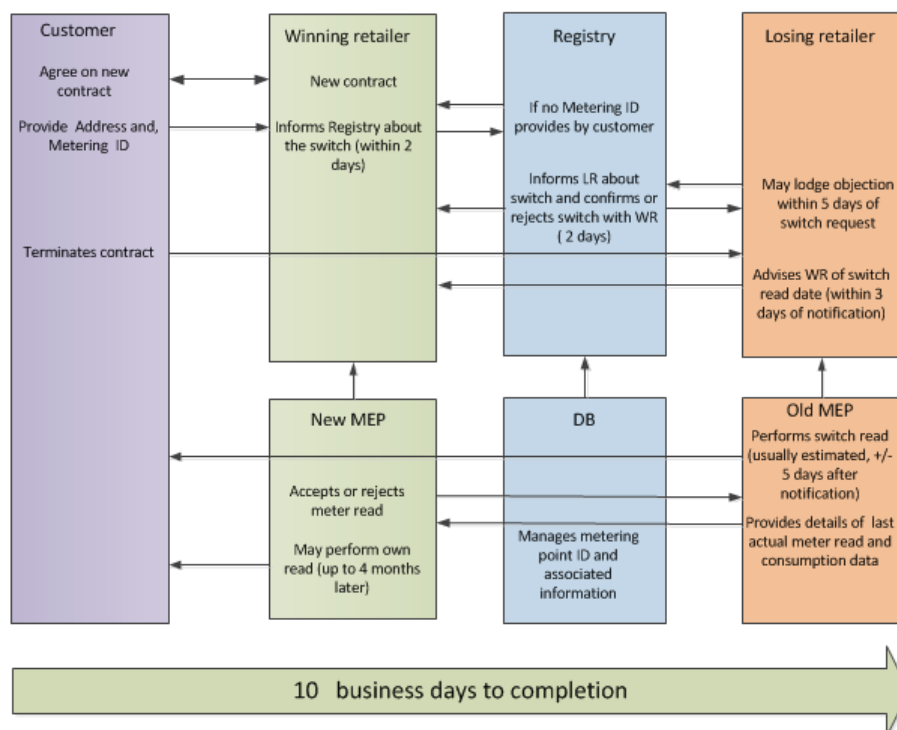 Customer
Agree on new
contract
Provide Address and,
Metering ID
Terminates contract
Winning retailer
New contract
Informs Registry about
the switch (within 2
days)
Registry
If no Metering ID
provides by customer
Informs LR about
switch and confirms or
rejects switch with WR
( 2 days)
Losing retailer
May lodge objection
within 5 days of
switch request
Advises WR of switch
read date (within 3
days of notification)
New MEP
Accepts or rejects
meter read
May perform own
read (up to 4 months
later)
DB
Manages metering
point ID and
associated
information
Old MEP
Performs switch read
(usually estimated, +/-
5 days after
notification)
Provides details of last
actual meter read and
consumption data
10 business days to completion